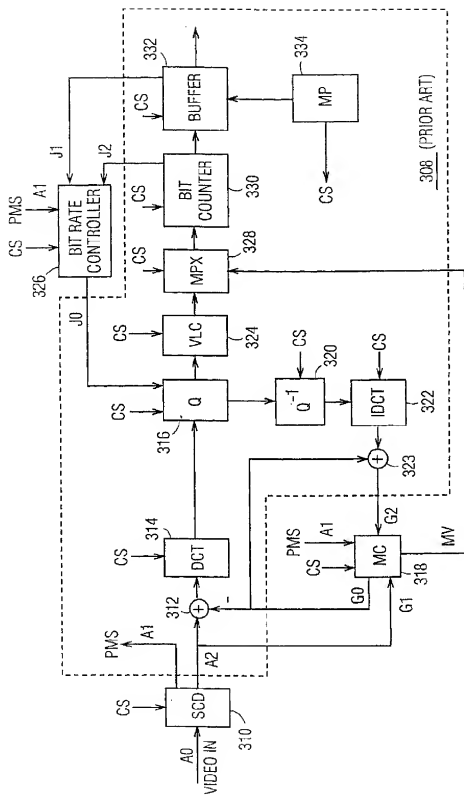 VIDEO IN
A0
CS
SCD
310
PMS
A1
A2
312
-
CS
314
DCT
CS
316
Q
J0
CS
PMS
A1
BIT RATE
CONTROLLER
326
J1
J2
CS
324
VLC
CS
MPX
328
CS
BIT
COUNTER
330
CS
332
BUFFER
334
MP
CS
308 (PRIOR ART)
CS
320
Q-1
CS
IDCT
322
323
G2
PMS
A1
CS
MC
318
G0
G1
MV